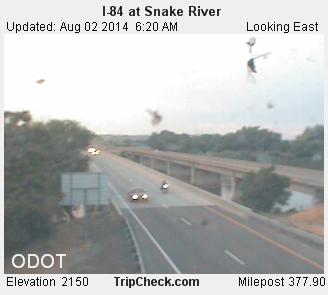 I-84 at Snake River
Updated: Aug 02 2014 6:20 AM Looking East
ODOT
Elevation 2150 TripCheck.com Milepost 377.90